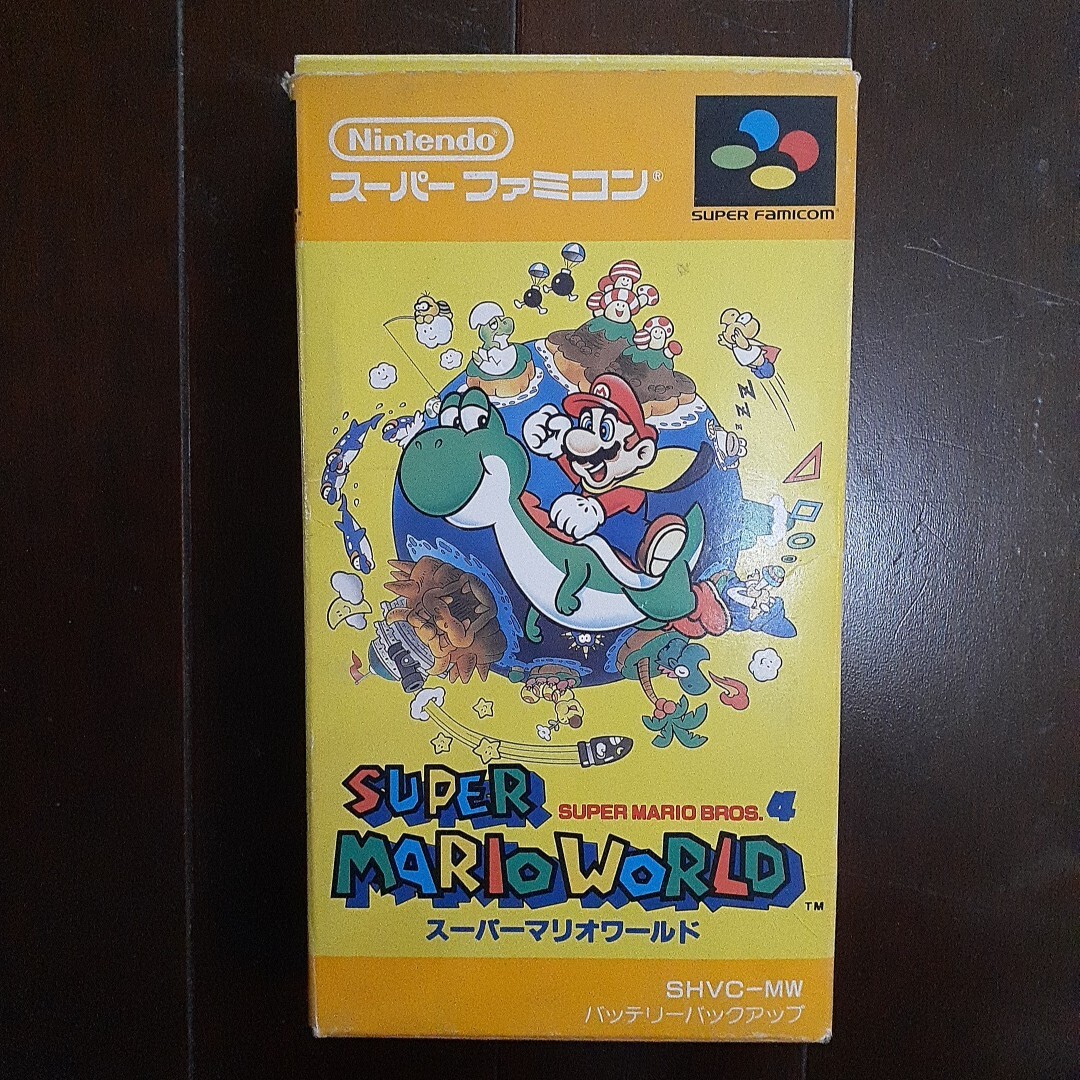 Nintendo®
スーパーファミコン®
SUPER FAMICOM
M
ZZZ
SUPER
SUPER MARIO BROS. 4
MARIO WORLD
TM
スーパーマリオワールド
SHVC-MW
バッテリーバックアップ